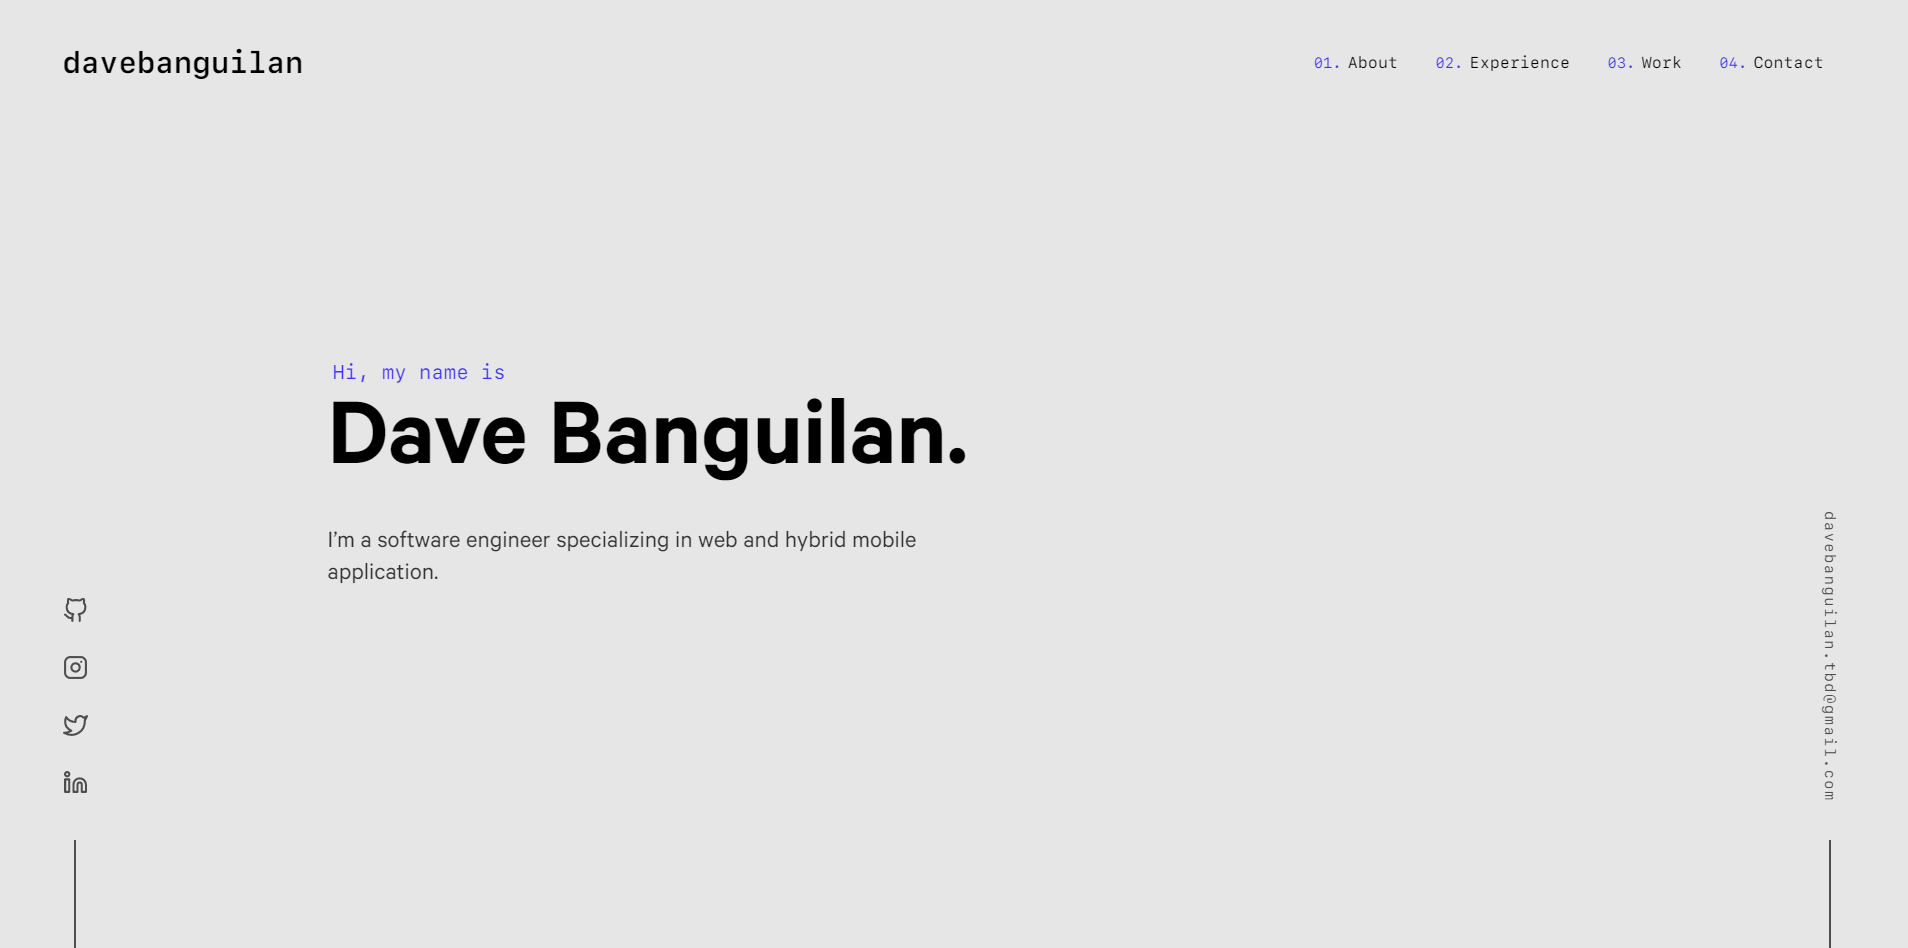 davebanguilan
01. About 02. Experience 03. Work 04. Contact
Hi, my name is
Dave Banguilan.
I’m a software engineer specializing in web and hybrid mobile
application.
davebanguilan.tbd@gmail.com